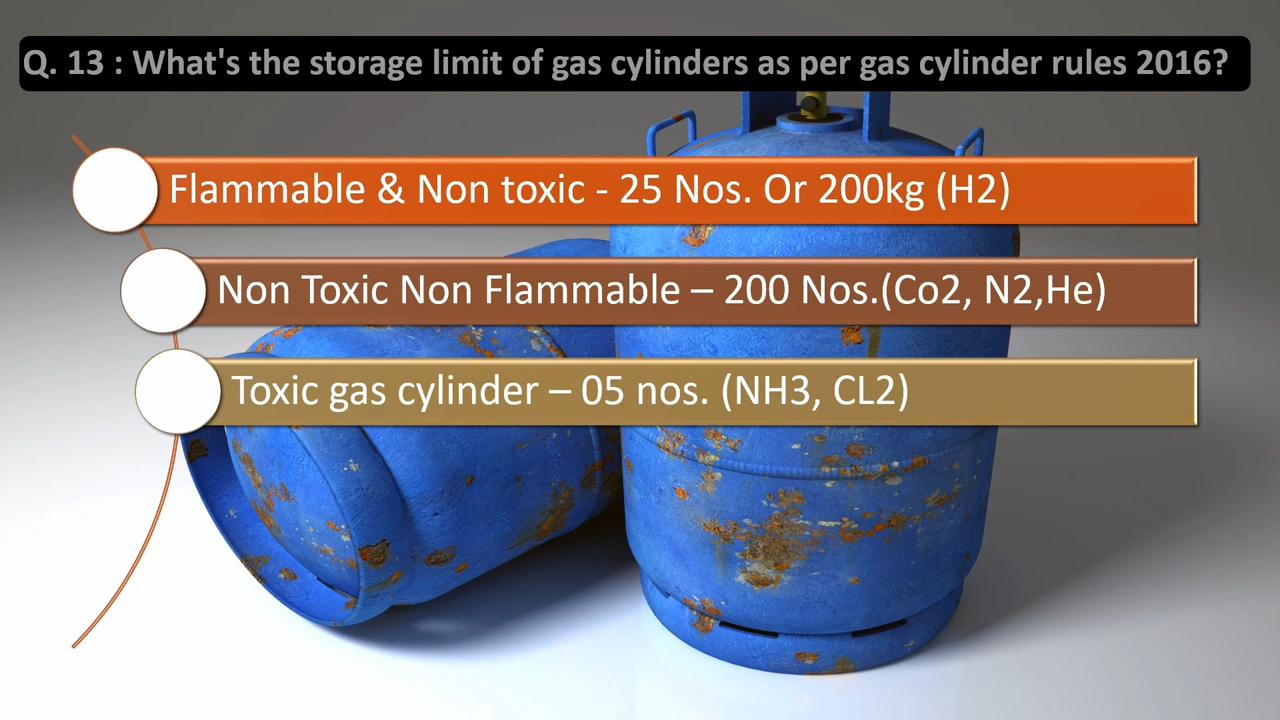 Q. 13 : What's the storage limit of gas cylinders as per gas cylinder rules 2016?
Flammable & Non toxic - 25 Nos. Or 200kg (H2)
Non Toxic Non Flammable – 200 Nos.(Co2, N2,He)
Toxic gas cylinder – 05 nos. (NH3, CL2)